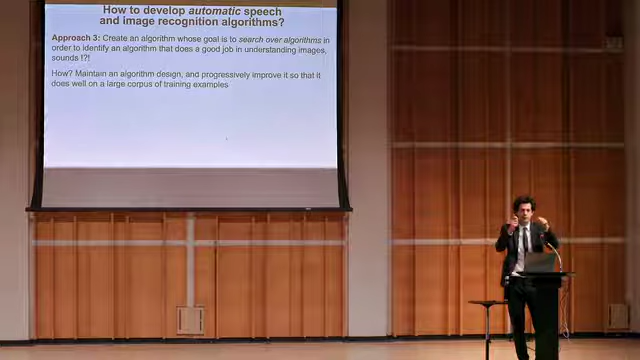 How to develop automatic speech
and image recognition algorithms?
Approach 3: Create an algorithm whose goal is to search over algorithms in
order to identify an algorithm that does a good job in understanding images,
sounds !?!
How? Maintain an algorithm design, and progressively improve it so that it
does well on a large corpus of training examples